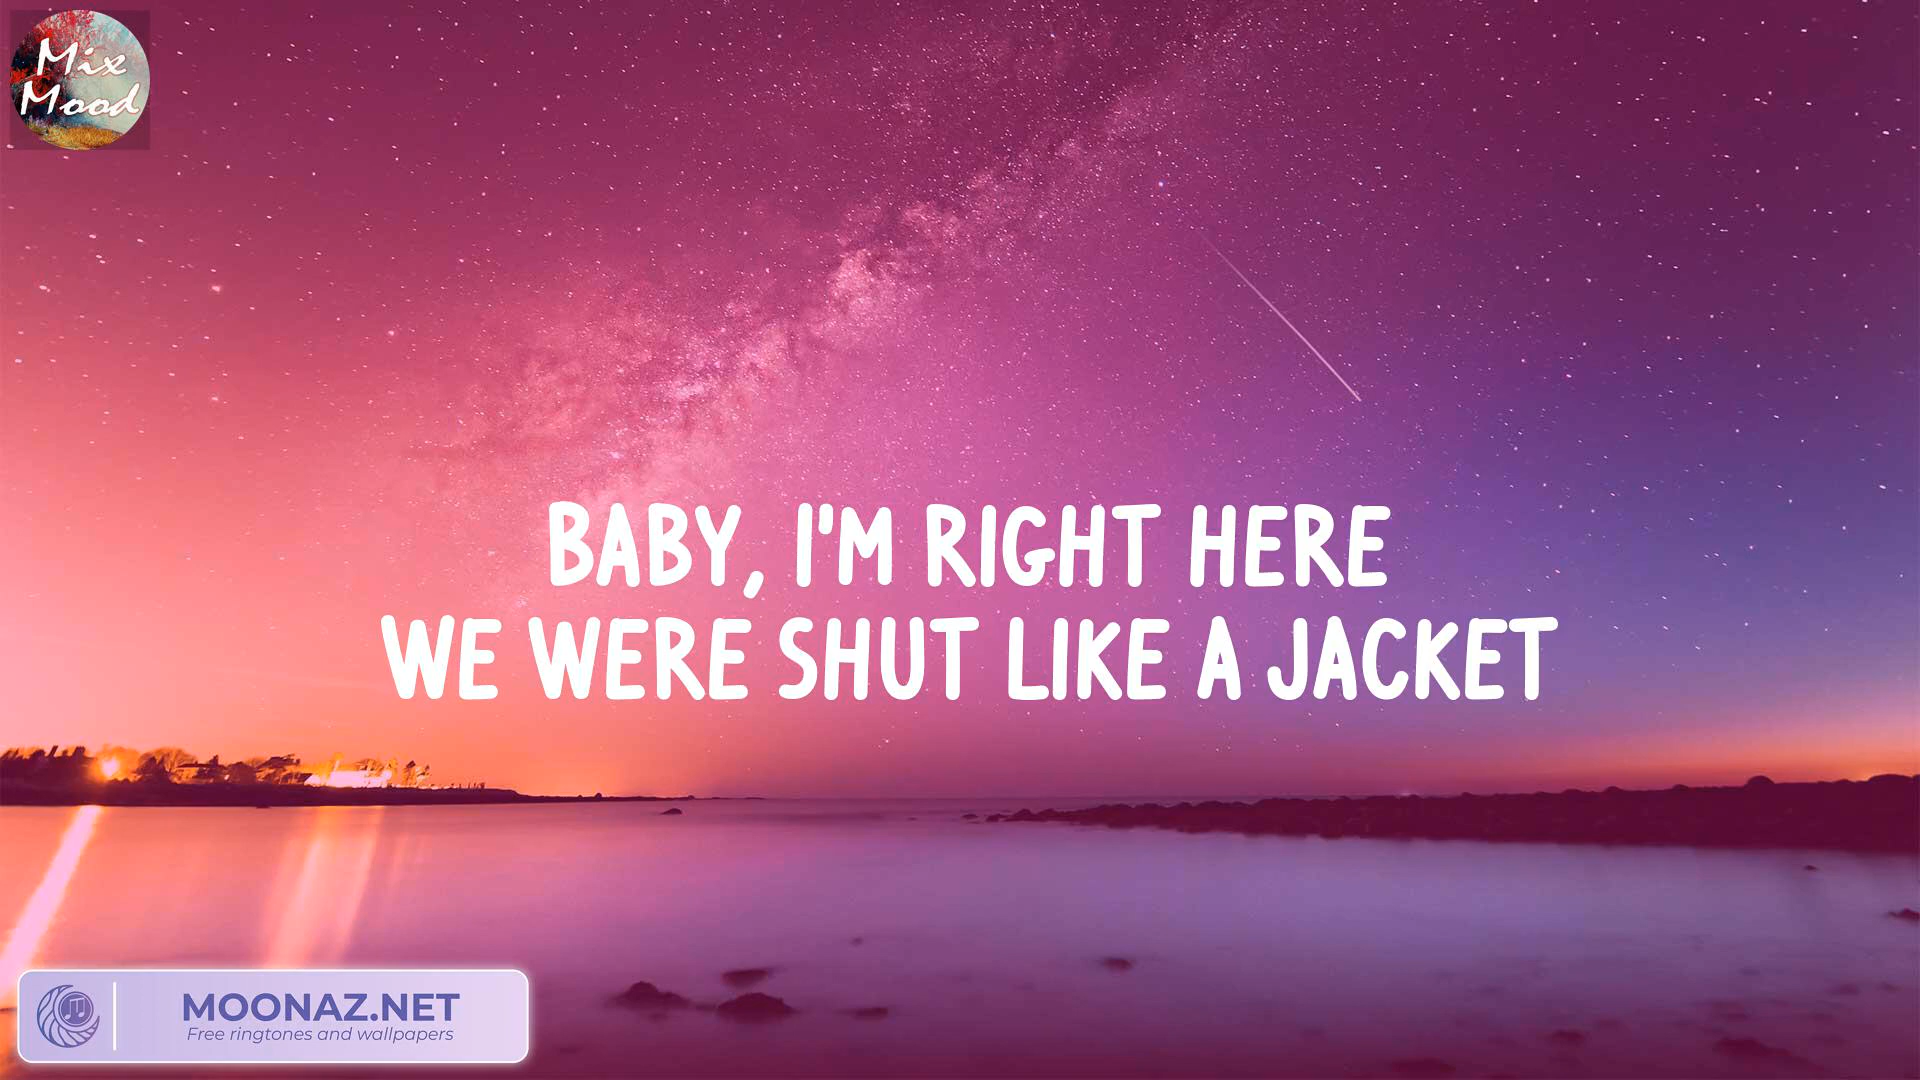 Mix
Mood
BABY, I'M RIGHT HERE
WE WERE SHUT LIKE A JACKET
MOONAZ.NET
Free ringtones and wallpapers